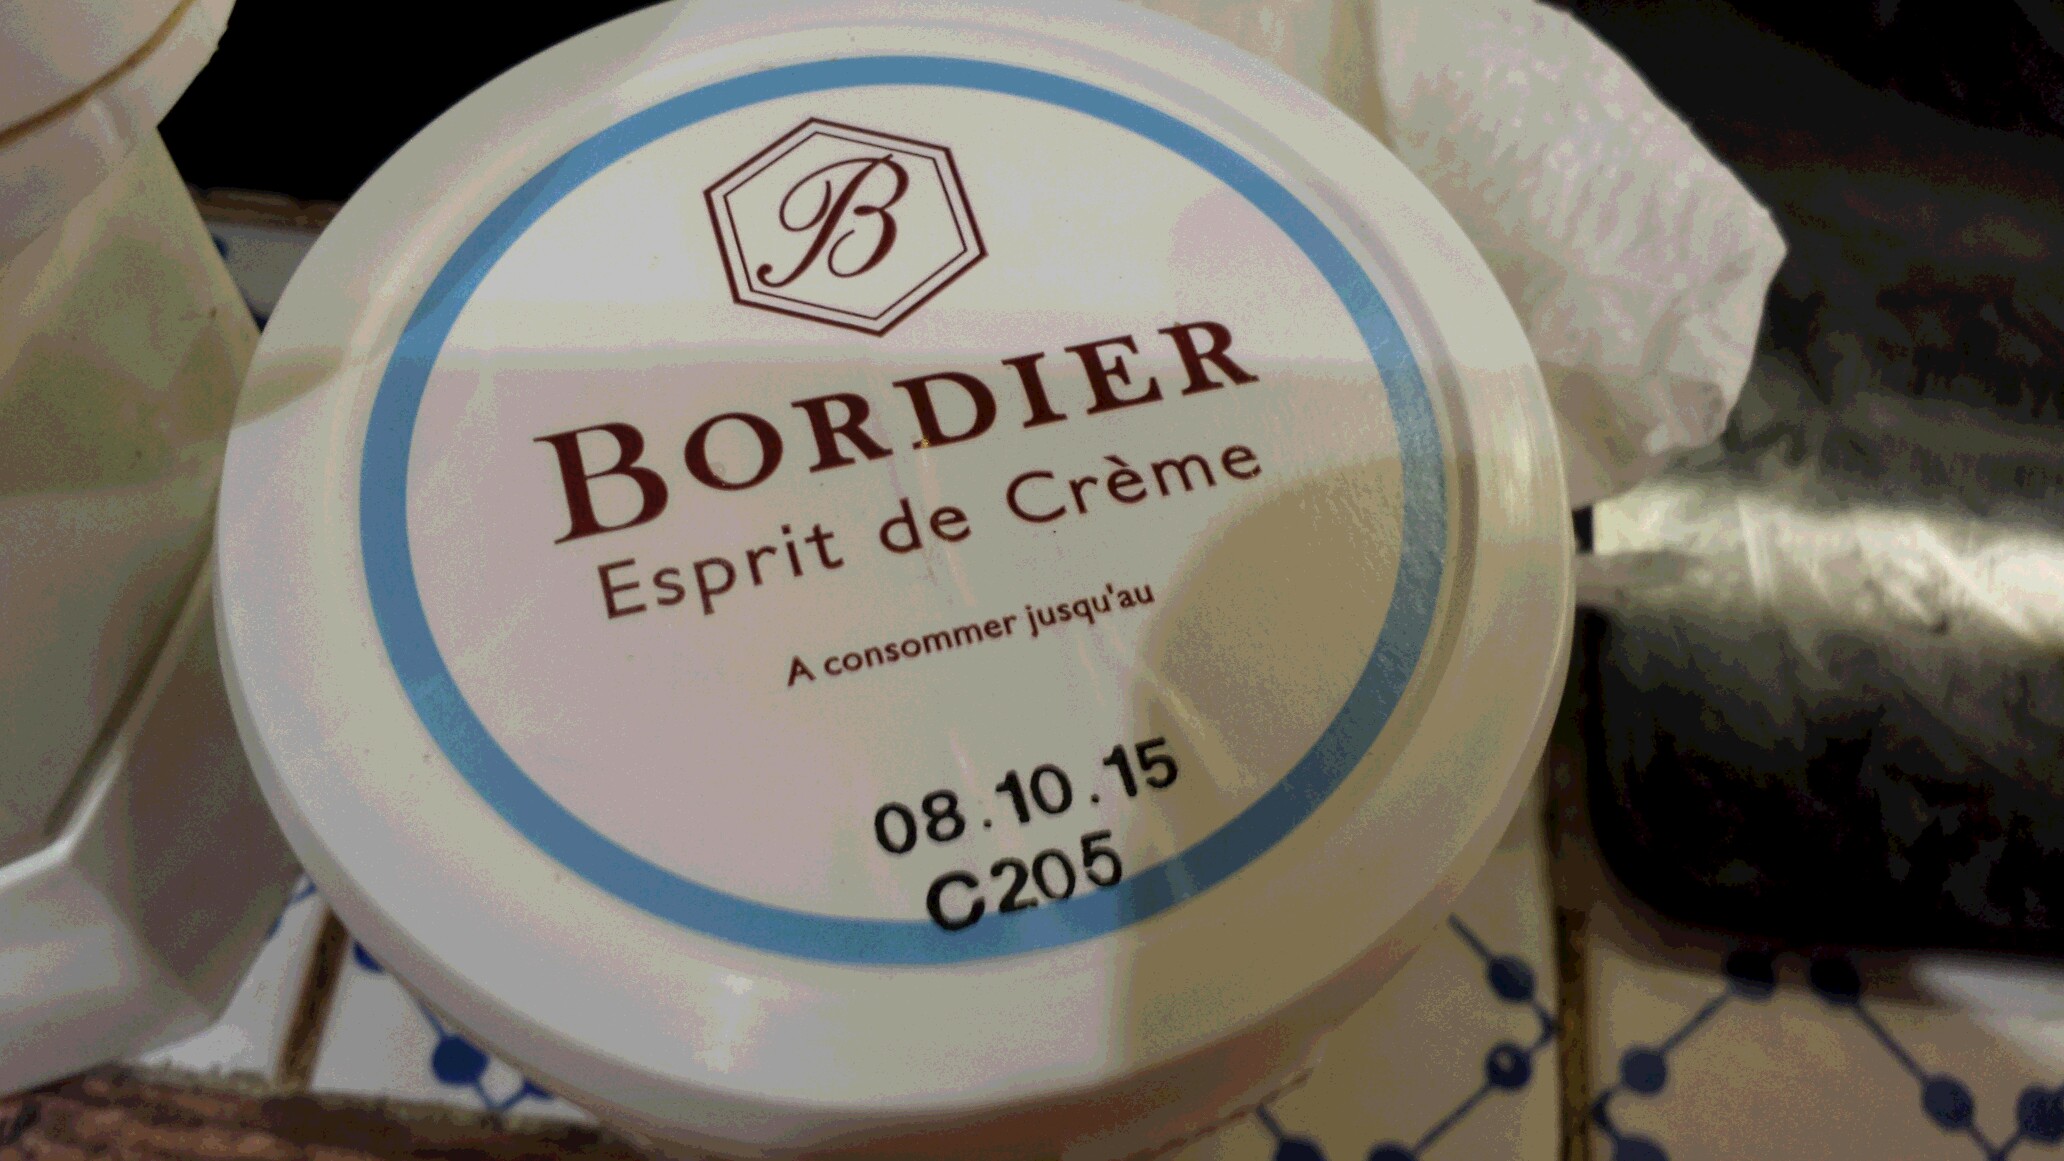 B
BORDIER
Esprit de Crème
A consommer jusqu'au
08.10.15
C205